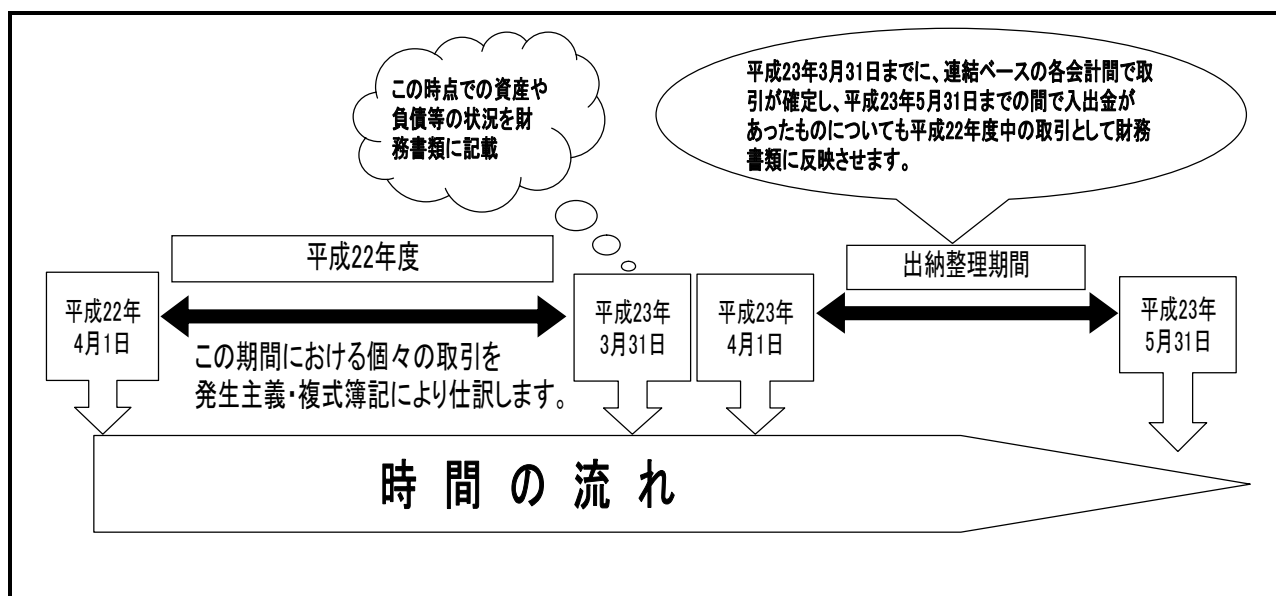 この時点での資産や
負債等の状況を財
務書類に記載
平成23年3月31日までに、連結ベースの各会計間で取
引が確定し、平成23年5月31日までの間で入出金が
あったものについても平成22年度中の取引として財務
書類に反映させます。
平成22年度
出納整理期間
平成22年
4月1日
平成23年
3月31日
平成23年
4月1日
平成23年
5月31日
この期間における個々の取引を
発生主義・複式簿記により仕訳します。
時間の流れ